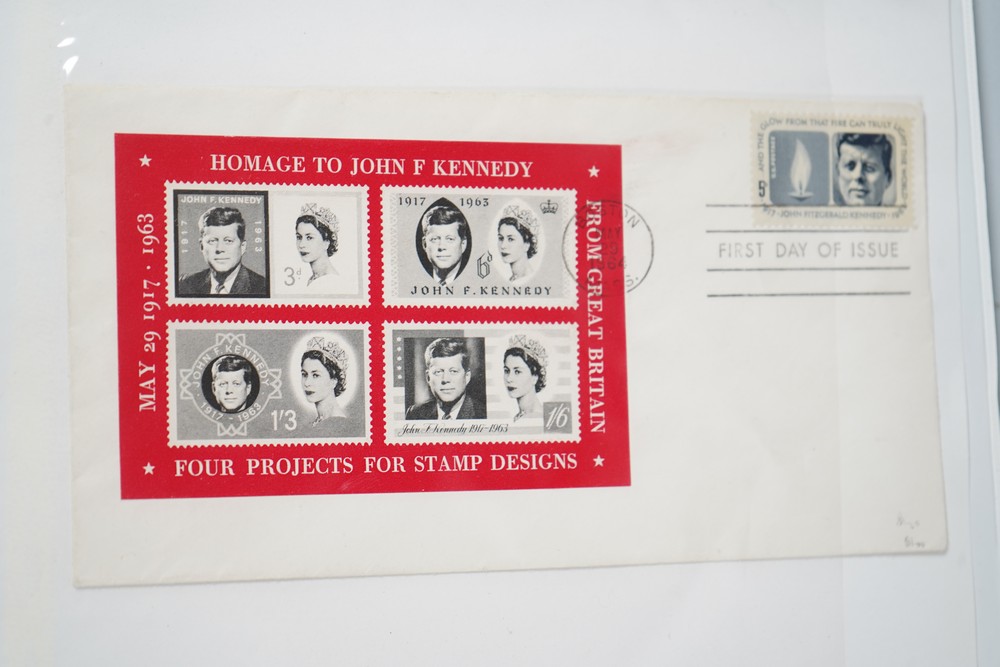 HOMAGE TO JOHN F KENNEDY
MAY 29 1917 · 1963
FROM GREAT BRITAIN
FOUR PROJECTS FOR STAMP DESIGNS
JOHN F. KENNEDY
1917
1963
3d
1917 1963
6d
JOHN F. KENNEDY
JOHN F. KENNEDY
1917 · 1963
1'3
John F. Kennedy 1917-1963
1/6
AND THE GLOW FROM THAT FIRE CAN TRULY LIGHT THE WORLD
U.S. POSTAGE
5
JOHN FITZGERALD KENNEDY
FIRST DAY OF ISSUE